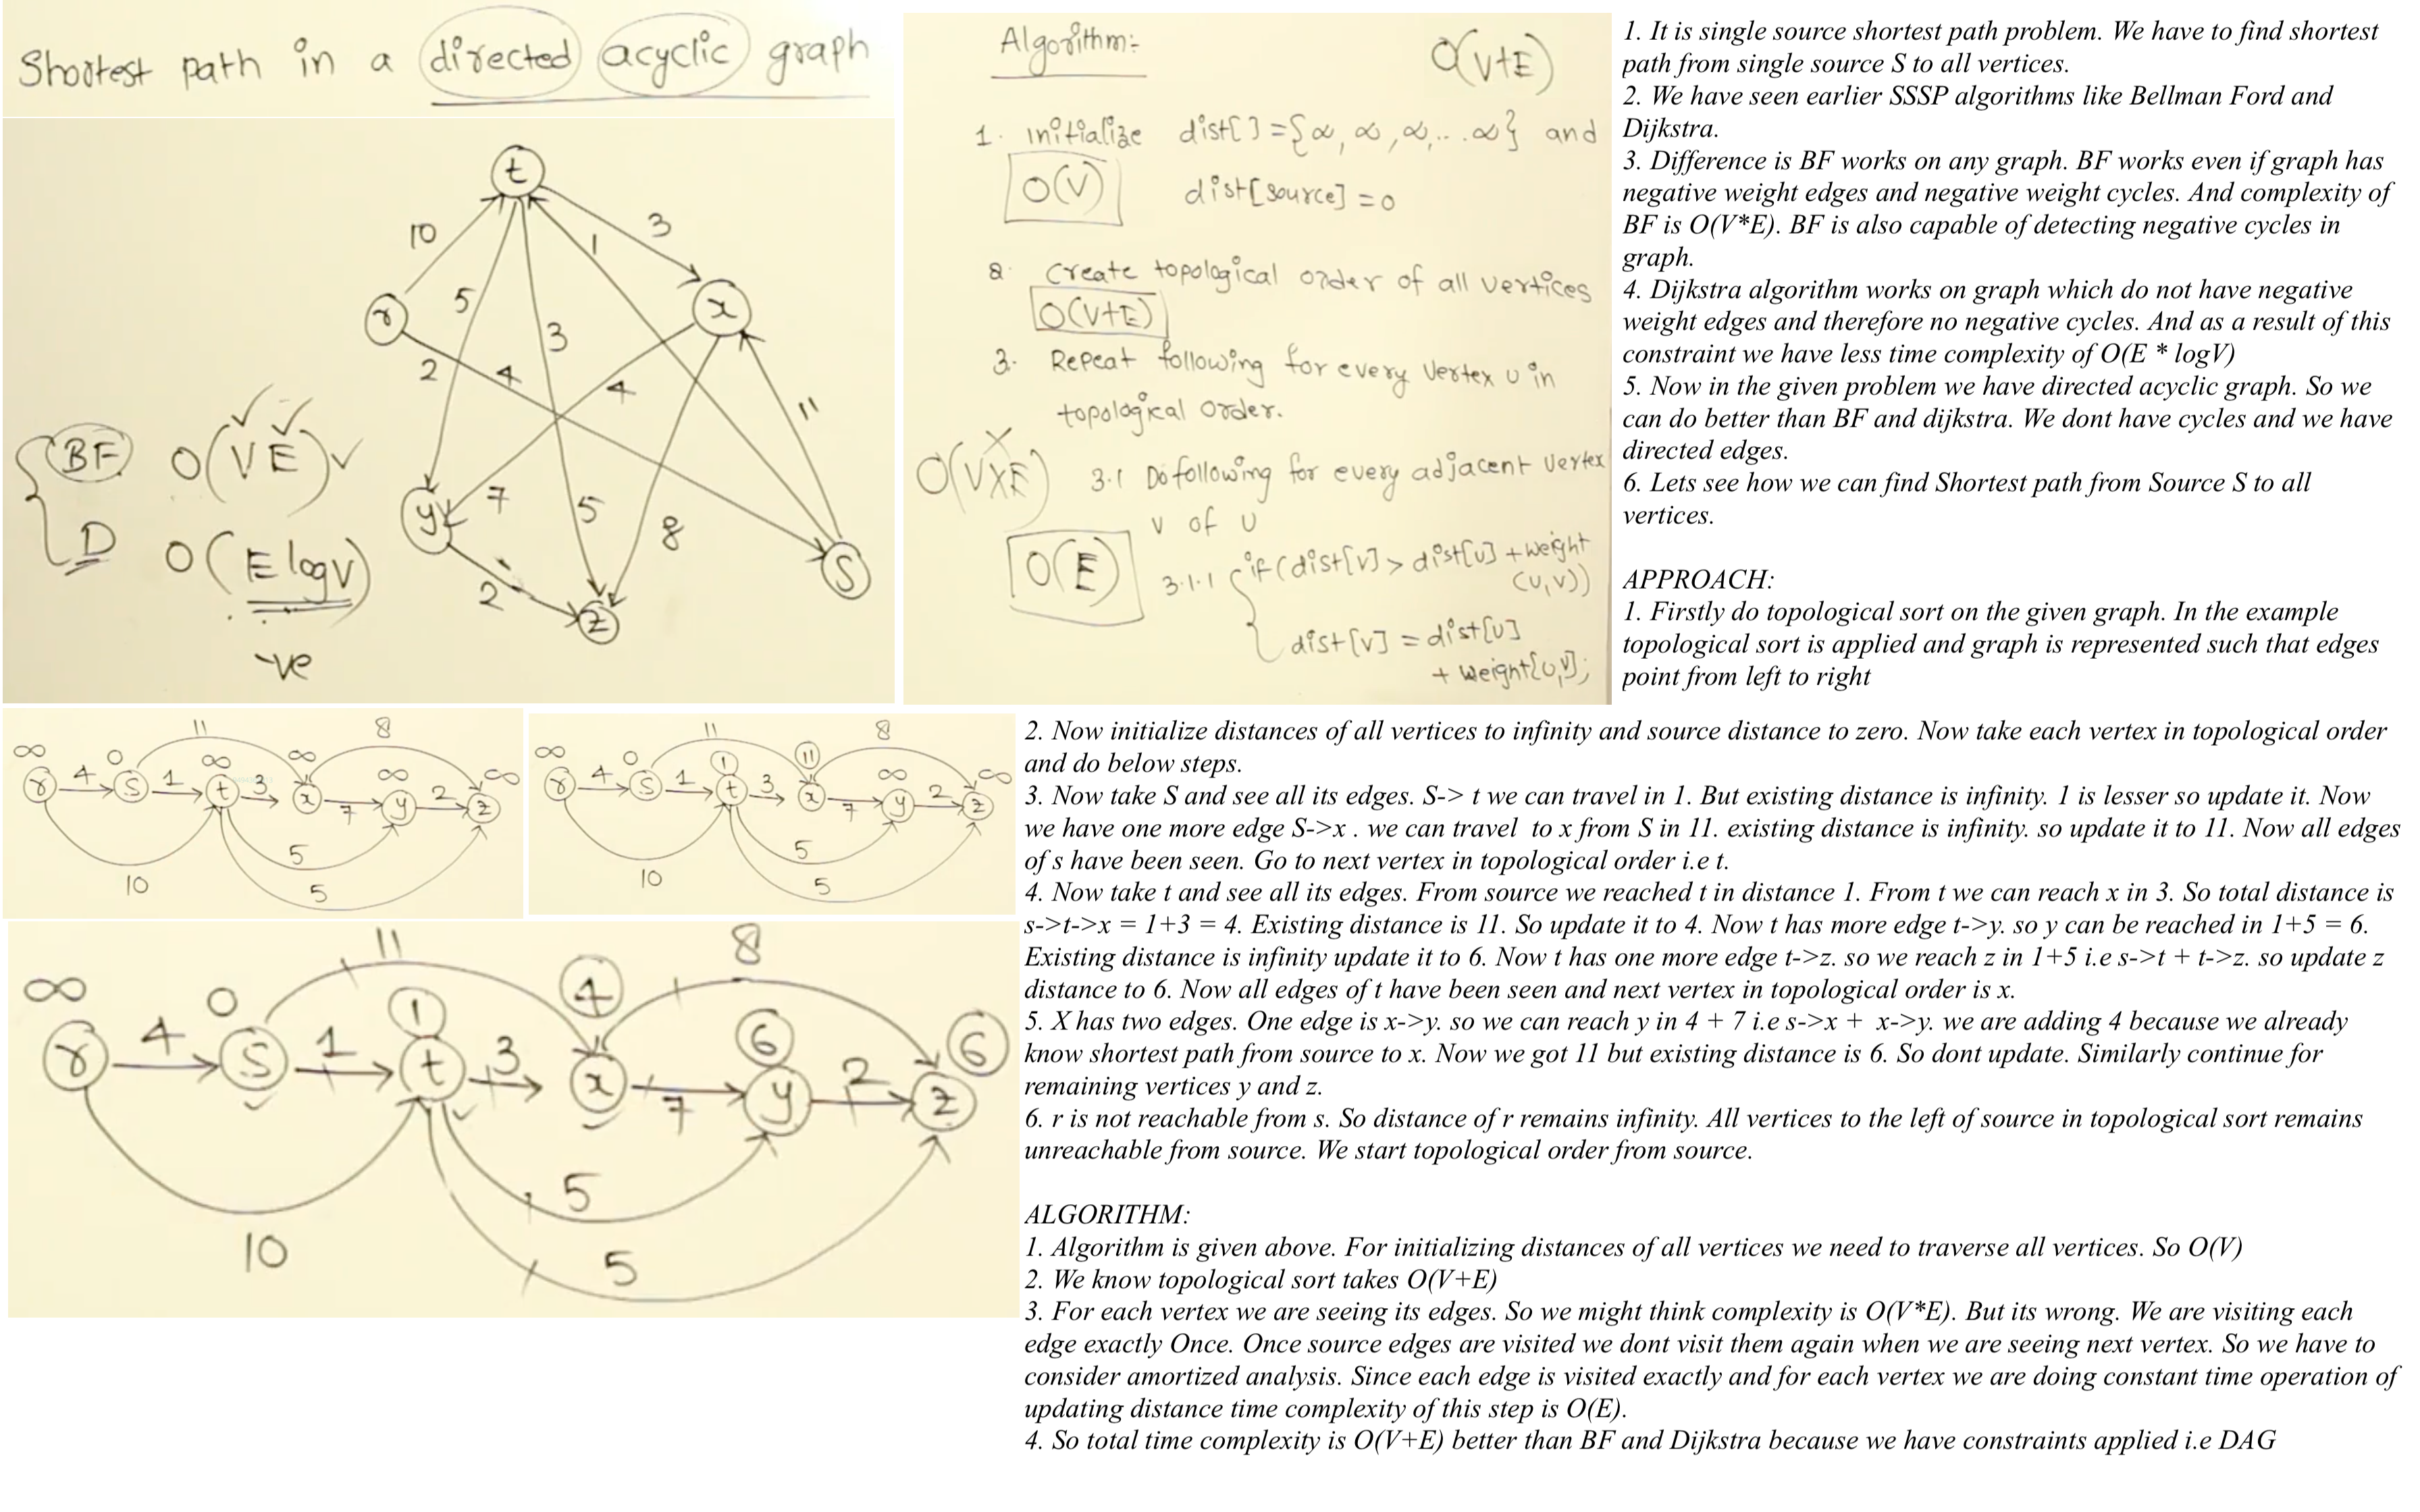 Shortest path in a directed acyclic graph
t
10
3
1
5
r
x
3
2
4
4
11
{ BF O(VE)
D O(E logV)
-ve
y
7
5
8
S
2
z
Algorithm:-
O(V+E)
1. initialize dist[]={∞,∞,∞,...∞} and
O(V)
dist[source]=0
2. Create topological order of all vertices
O(V+E)
3. Repeat following for every vertex u in
topological order.
O(VXE)
3.1 Do following for every adjacent vertex
v of u
O(E)
3.1.1 { if(dist[v] > dist[u] + weight
(u,v))
dist[v] = dist[u]
+ weight[u,v];
1. It is single source shortest path problem. We have to find shortest
path from single source S to all vertices.
2. We have seen earlier SSSP algorithms like Bellman Ford and
Dijkstra.
3. Difference is BF works on any graph. BF works even if graph has
negative weight edges and negative weight cycles. And complexity of
BF is O(V*E). BF is also capable of detecting negative cycles in
graph.
4. Dijkstra algorithm works on graph which do not have negative
weight edges and therefore no negative cycles. And as a result of this
constraint we have less time complexity of O(E * logV)
5. Now in the given problem we have directed acyclic graph. So we
can do better than BF and dijkstra. We dont have cycles and we have
directed edges.
6. Lets see how we can find Shortest path from Source S to all
vertices.
APPROACH:
1. Firstly do topological sort on the given graph. In the example
topological sort is applied and graph is represented such that edges
point from left to right
11 8
∞ 0 ∞ ∞ ∞ ∞
r 4 S 1 t 3 x 7 y 2 z
5
10 5
11 8
∞ 0 1 11 ∞ ∞
r 4 S 1 t 3 x 7 y 2 z
5
10 5
2. Now initialize distances of all vertices to infinity and source distance to zero. Now take each vertex in topological order
and do below steps.
3. Now take S and see all its edges. S-> t we can travel in 1. But existing distance is infinity. 1 is lesser so update it. Now
we have one more edge S->x . we can travel  to x from S in 11. existing distance is infinity. so update it to 11. Now all edges
of s have been seen. Go to next vertex in topological order i.e t.
4. Now take t and see all its edges. From source we reached t in distance 1. From t we can reach x in 3. So total distance is
s->t->x = 1+3 = 4. Existing distance is 11. So update it to 4. Now t has more edge t->y. so y can be reached in 1+5 = 6.
Existing distance is infinity update it to 6. Now t has one more edge t->z. so we reach z in 1+5 i.e s->t + t->z. so update z
distance to 6. Now all edges of t have been seen and next vertex in topological order is x.
5. X has two edges. One edge is x->y. so we can reach y in 4 + 7 i.e s->x +  x->y. we are adding 4 because we already
know shortest path from source to x. Now we got 11 but existing distance is 6. So dont update. Similarly continue for
remaining vertices y and z.
6. r is not reachable from s. So distance of r remains infinity. All vertices to the left of source in topological sort remains
unreachable from source. We start topological order from source.
11 8
∞ 0 1 4 6 6
r 4 S 1 t 3 x 7 y 2 z
5
10 5
ALGORITHM:
1. Algorithm is given above. For initializing distances of all vertices we need to traverse all vertices. So O(V)
2. We know topological sort takes O(V+E)
3. For each vertex we are seeing its edges. So we might think complexity is O(V*E). But its wrong. We are visiting each
edge exactly Once. Once source edges are visited we dont visit them again when we are seeing next vertex. So we have to
consider amortized analysis. Since each edge is visited exactly and for each vertex we are doing constant time operation of
updating distance time complexity of this step is O(E).
4. So total time complexity is O(V+E) better than BF and Dijkstra because we have constraints applied i.e DAG